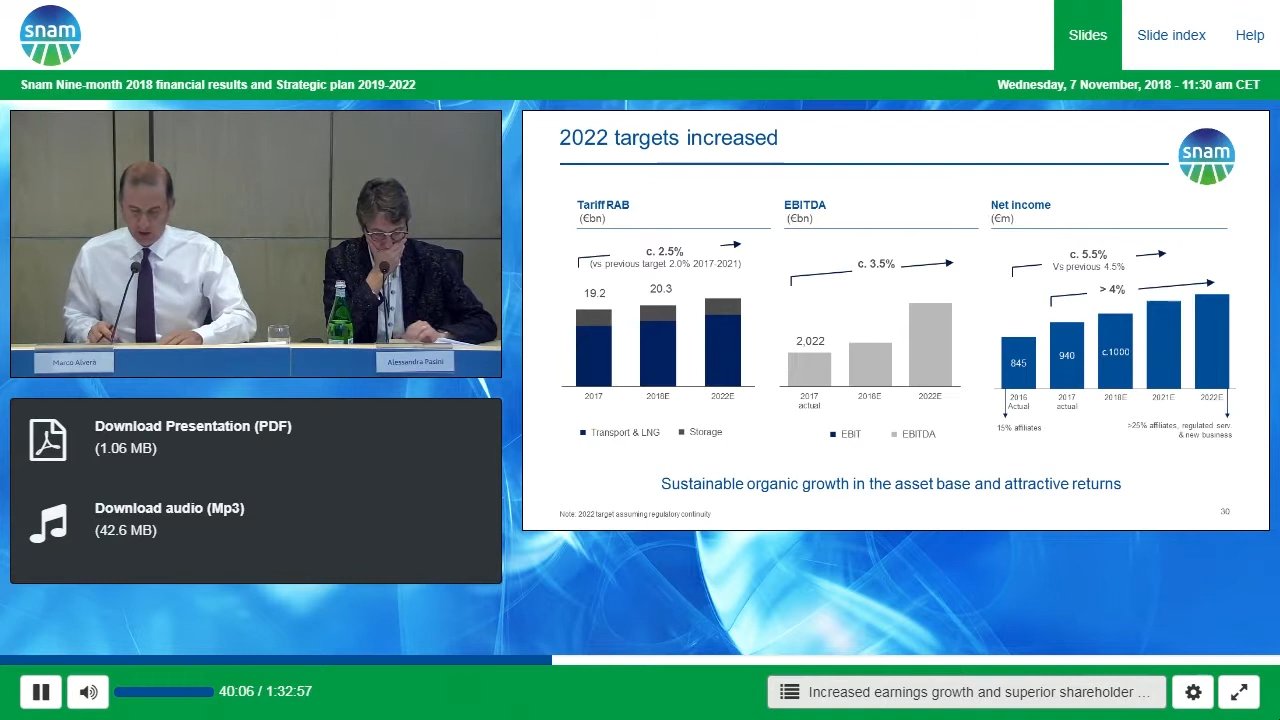 snam
Slides
Slide index
Help
Snam Nine-month 2018 financial results and Strategic plan 2019-2022
Wednesday, 7 November, 2018 - 11:30 am CET
Marco Alverà
Alessandra Pasini
Download Presentation (PDF)
(1.06 MB)
Download audio (Mp3)
(42.6 MB)
2022 targets increased
snam
Tariff RAB
(€bn)
c. 2.5%
(vs previous target 2.0% 2017-2021)
19.2
20.3
2017
2018E
2022E
Transport & LNG
Storage
EBITDA
(€bn)
c. 3.5%
2,022
2017
actual
2018E
2022E
EBIT
EBITDA
Net income
(€m)
c. 5.5%
Vs previous 4.5%
> 4%
845
940
c.1000
2016
Actual
2017
actual
2018E
2021E
2022E
15% affiliates
>25% affiliates, regulated serv.
& new business
Sustainable organic growth in the asset base and attractive returns
Note: 2022 target assuming regulatory continuity
30
40:06 / 1:32:57
Increased earnings growth and superior shareholder ...